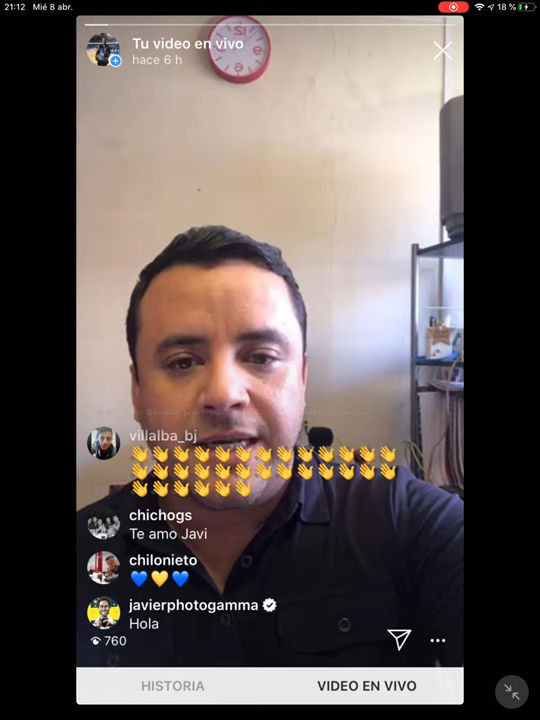 21:12 Mié 8 abr.
18 %
Tu video en vivo
hace 6 h
villalba_bj
👋👋👋👋👋👋👋👋👋👋👋👋👋
👋👋👋👋👋👋👋👋👋👋👋👋👋
👋👋👋👋👋👋
chichogs
Te amo Javi
chilonieto
💙💛💙
javierphotogamma
Hola
760
HISTORIA
VIDEO EN VIVO